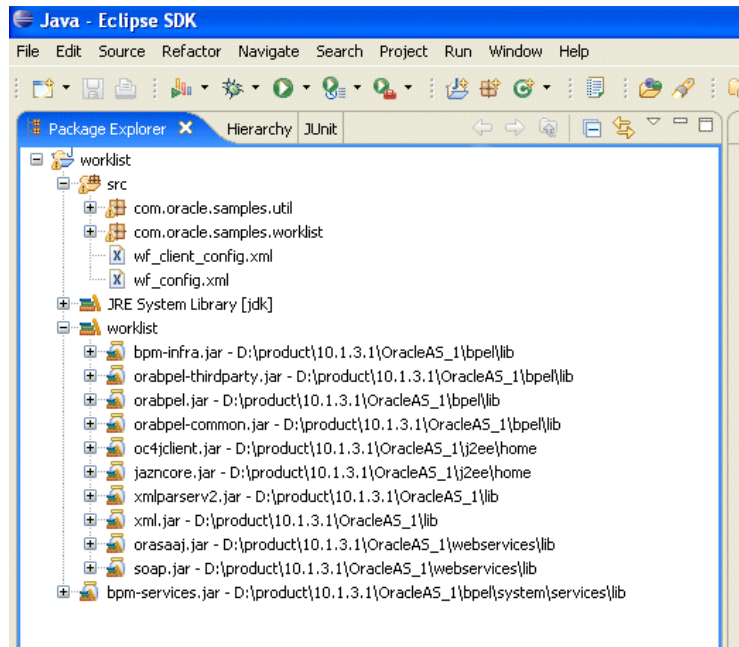 Java - Eclipse SDK
File Edit Source Refactor Navigate Search Project Run Window Help
Package Explorer Hierarchy JUnit
worklist
src
com.oracle.samples.util
com.oracle.samples.worklist
wf_client_config.xml
wf_config.xml
JRE System Library [jdk]
worklist
bpm-infra.jar - D:\product\10.1.3.1\OracleAS_1\bpel\lib
orabpel-thirdparty.jar - D:\product\10.1.3.1\OracleAS_1\bpel\lib
orabpel.jar - D:\product\10.1.3.1\OracleAS_1\bpel\lib
orabpel-common.jar - D:\product\10.1.3.1\OracleAS_1\bpel\lib
oc4jclient.jar - D:\product\10.1.3.1\OracleAS_1\j2ee\home
jazncore.jar - D:\product\10.1.3.1\OracleAS_1\j2ee\home
xmlparserv2.jar - D:\product\10.1.3.1\OracleAS_1\lib
xml.jar - D:\product\10.1.3.1\OracleAS_1\lib
orasaaj.jar - D:\product\10.1.3.1\OracleAS_1\webservices\lib
soap.jar - D:\product\10.1.3.1\OracleAS_1\webservices\lib
bpm-services.jar - D:\product\10.1.3.1\OracleAS_1\bpel\system\services\lib